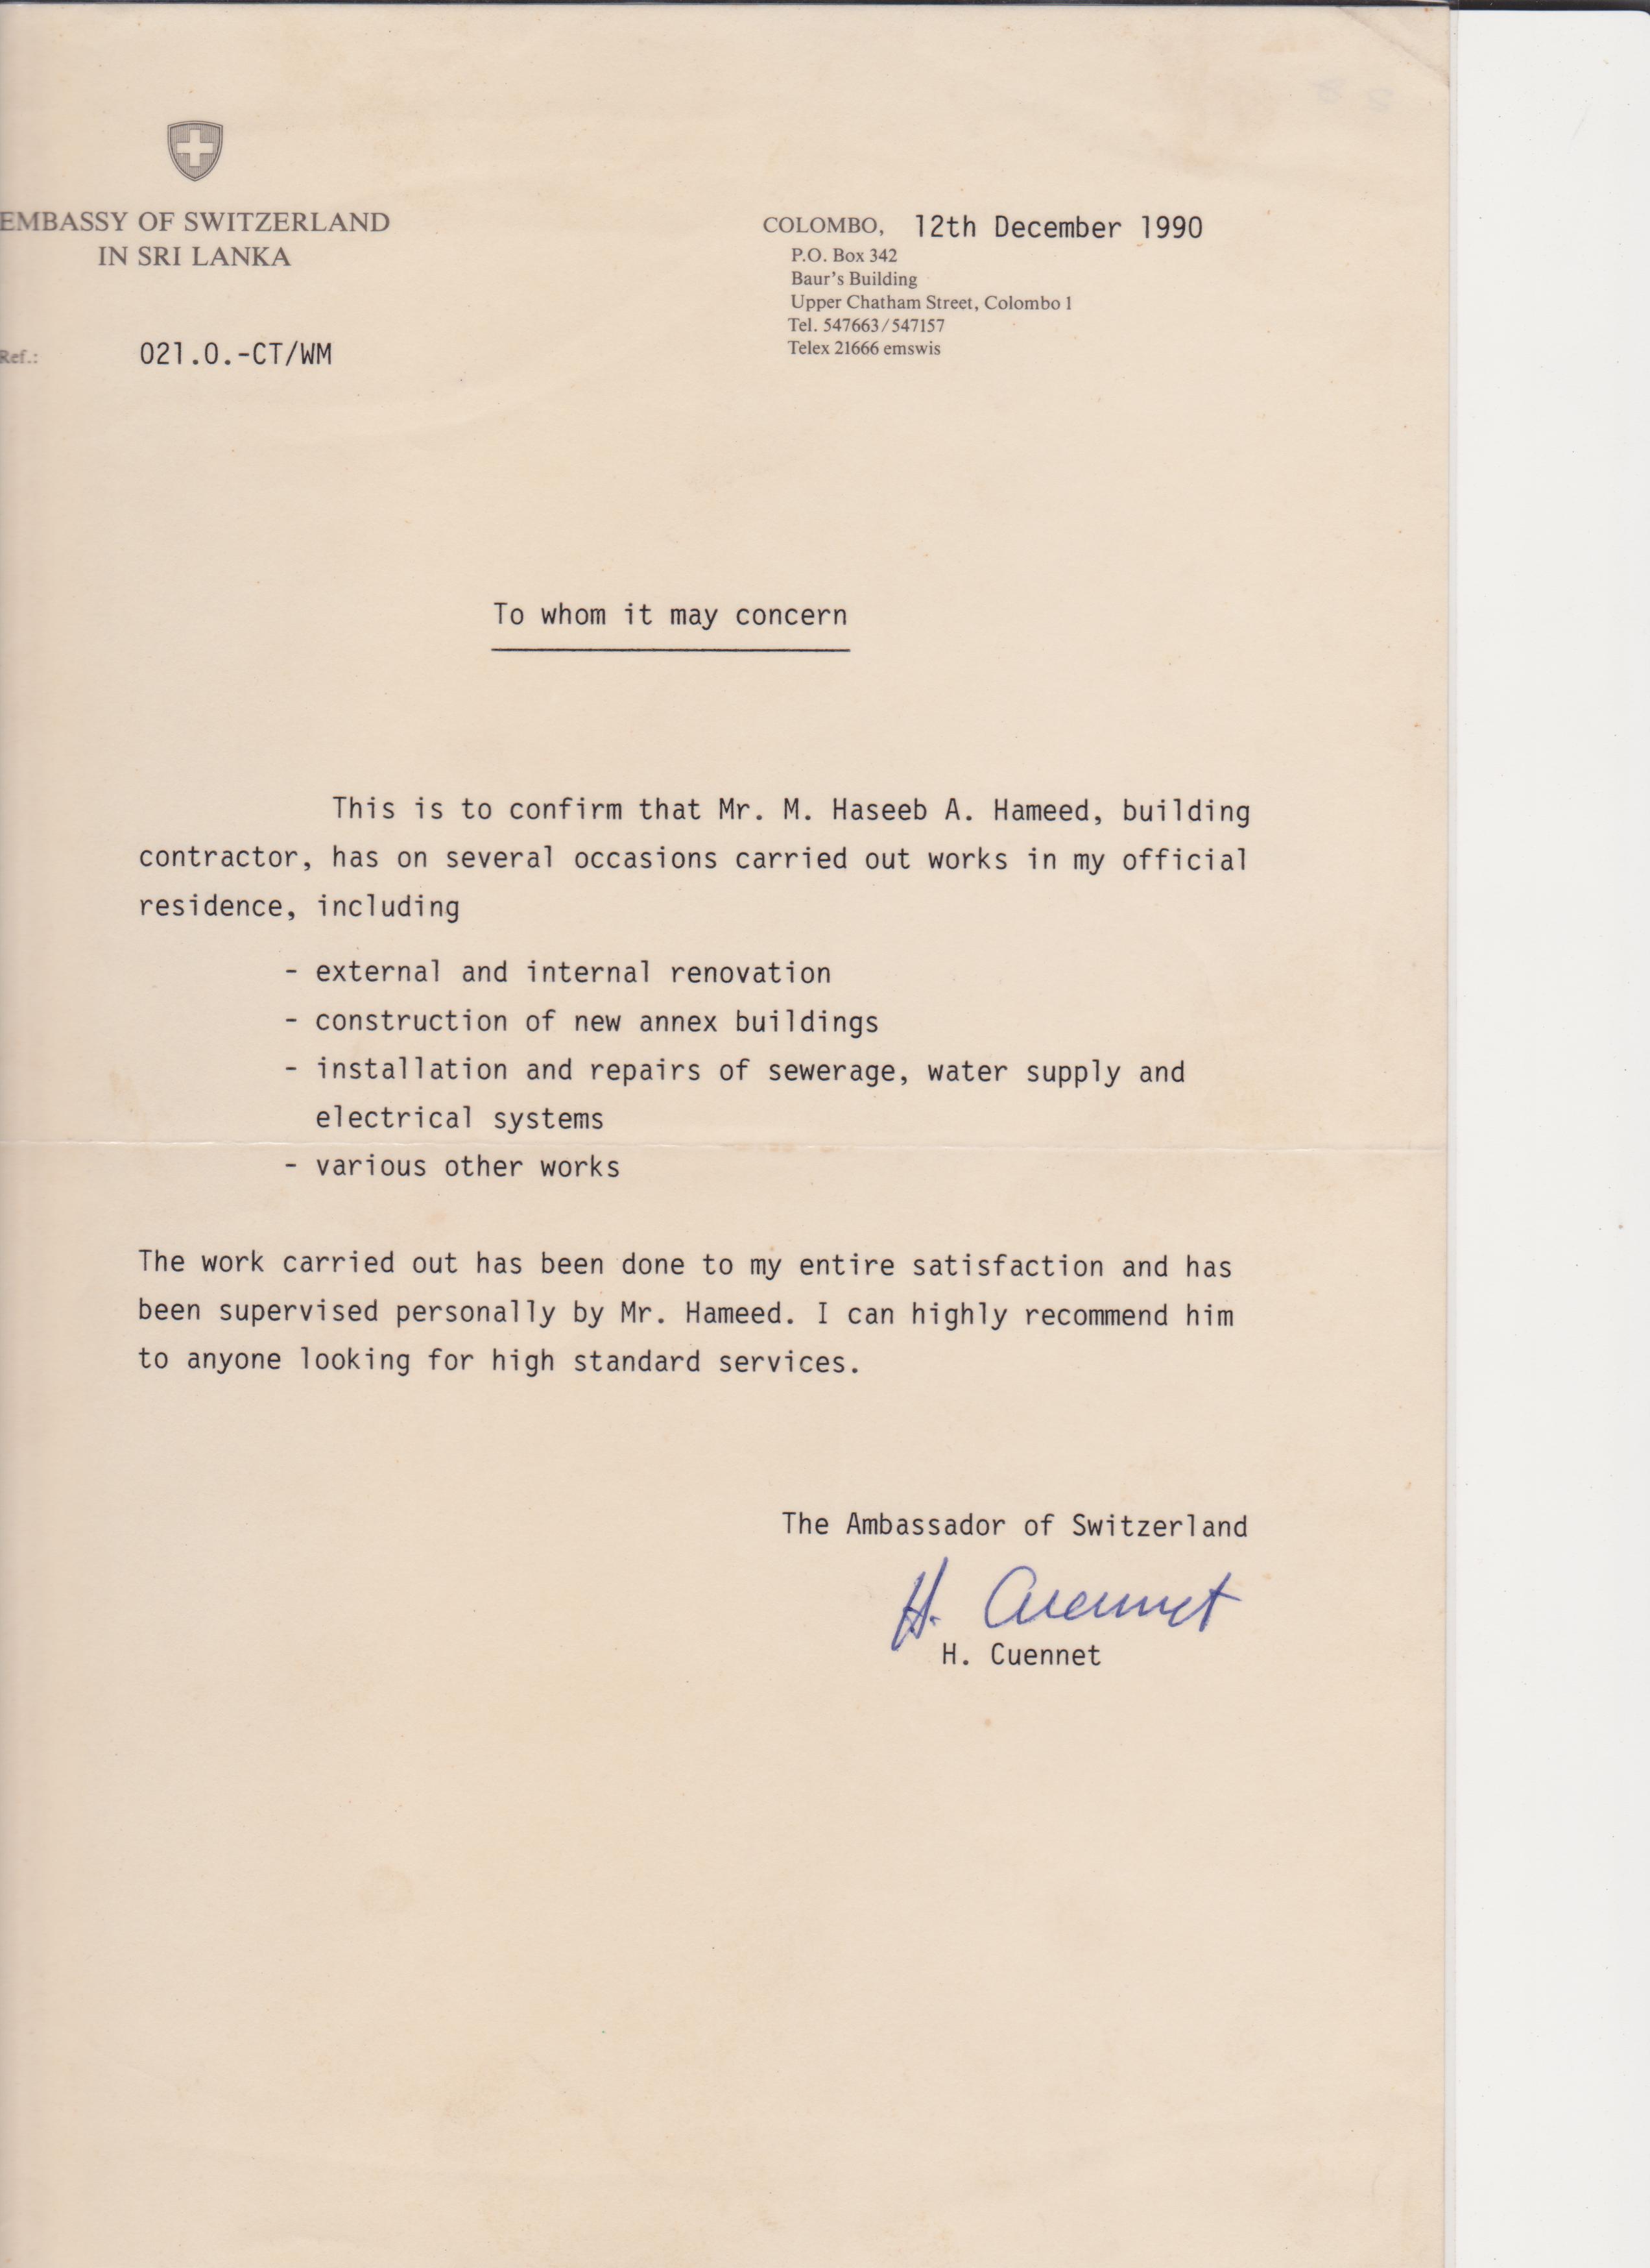 EMBASSY OF SWITZERLAND
IN SRI LANKA
Ref.: 021.0.-CT/WM
COLOMBO, 12th December 1990
P.O. Box 342
Baur's Building
Upper Chatham Street, Colombo 1
Tel. 547663/547157
Telex 21666 emswis
To whom it may concern
This is to confirm that Mr. M. Haseeb A. Hameed, building
contractor, has on several occasions carried out works in my official
residence, including
- external and internal renovation
- construction of new annex buildings
- installation and repairs of sewerage, water supply and
electrical systems
- various other works
The work carried out has been done to my entire satisfaction and has
been supervised personally by Mr. Hameed. I can highly recommend him
to anyone looking for high standard services.
The Ambassador of Switzerland
H. Cuennet
H. Cuennet